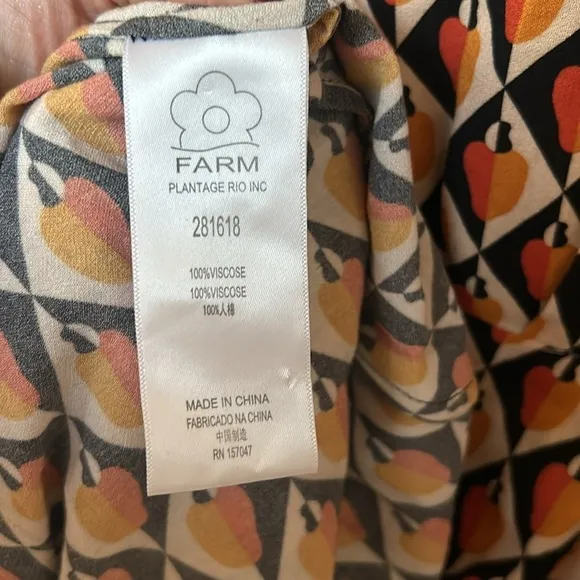 FARM
PLANTAGE RIO INC
281618
100%VISCOSE
100%VISCOSE
100%人棉
MADE IN CHINA
FABRICADO NA CHINA
中国制造
RN 157047